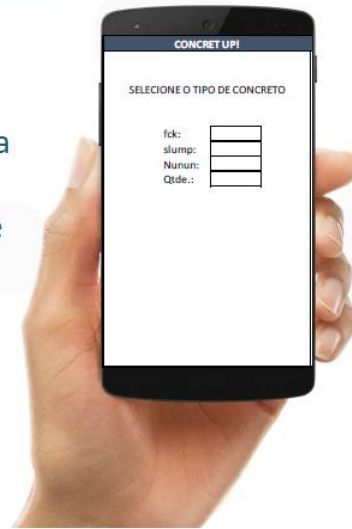 CONCRET UP!
SELECIONE O TIPO DE CONCRETO
fck:
slump:
Nunun:
Qtde.:
a